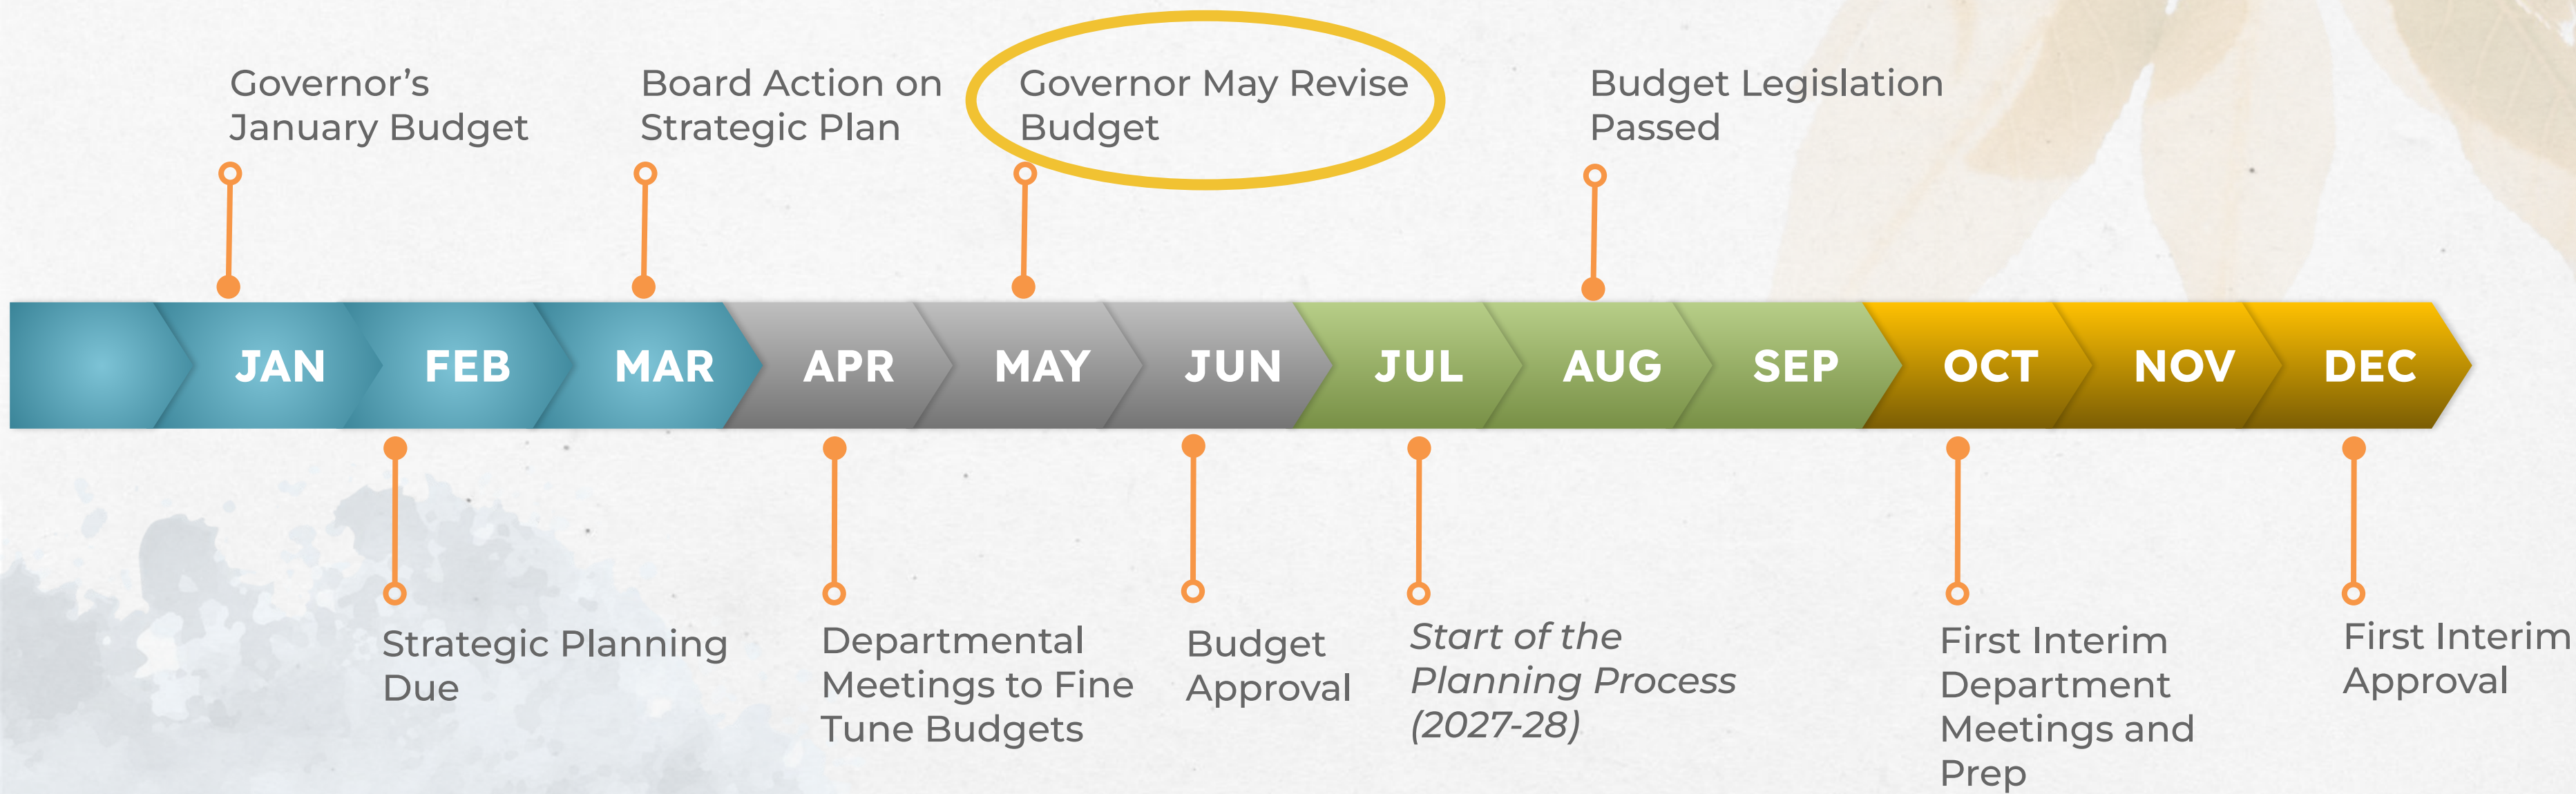 Governor’s
January Budget
Board Action on
Strategic Plan
Governor May Revise
Budget
Budget Legislation
Passed
JAN
FEB
MAR
APR
MAY
JUN
JUL
AUG
SEP
OCT
NOV
DEC
Strategic Planning
Due
Departmental
Meetings to Fine
Tune Budgets
Budget
Approval
Start of the
Planning Process
(2027-28)
First Interim
Department
Meetings and
Prep
First Interim
Approval